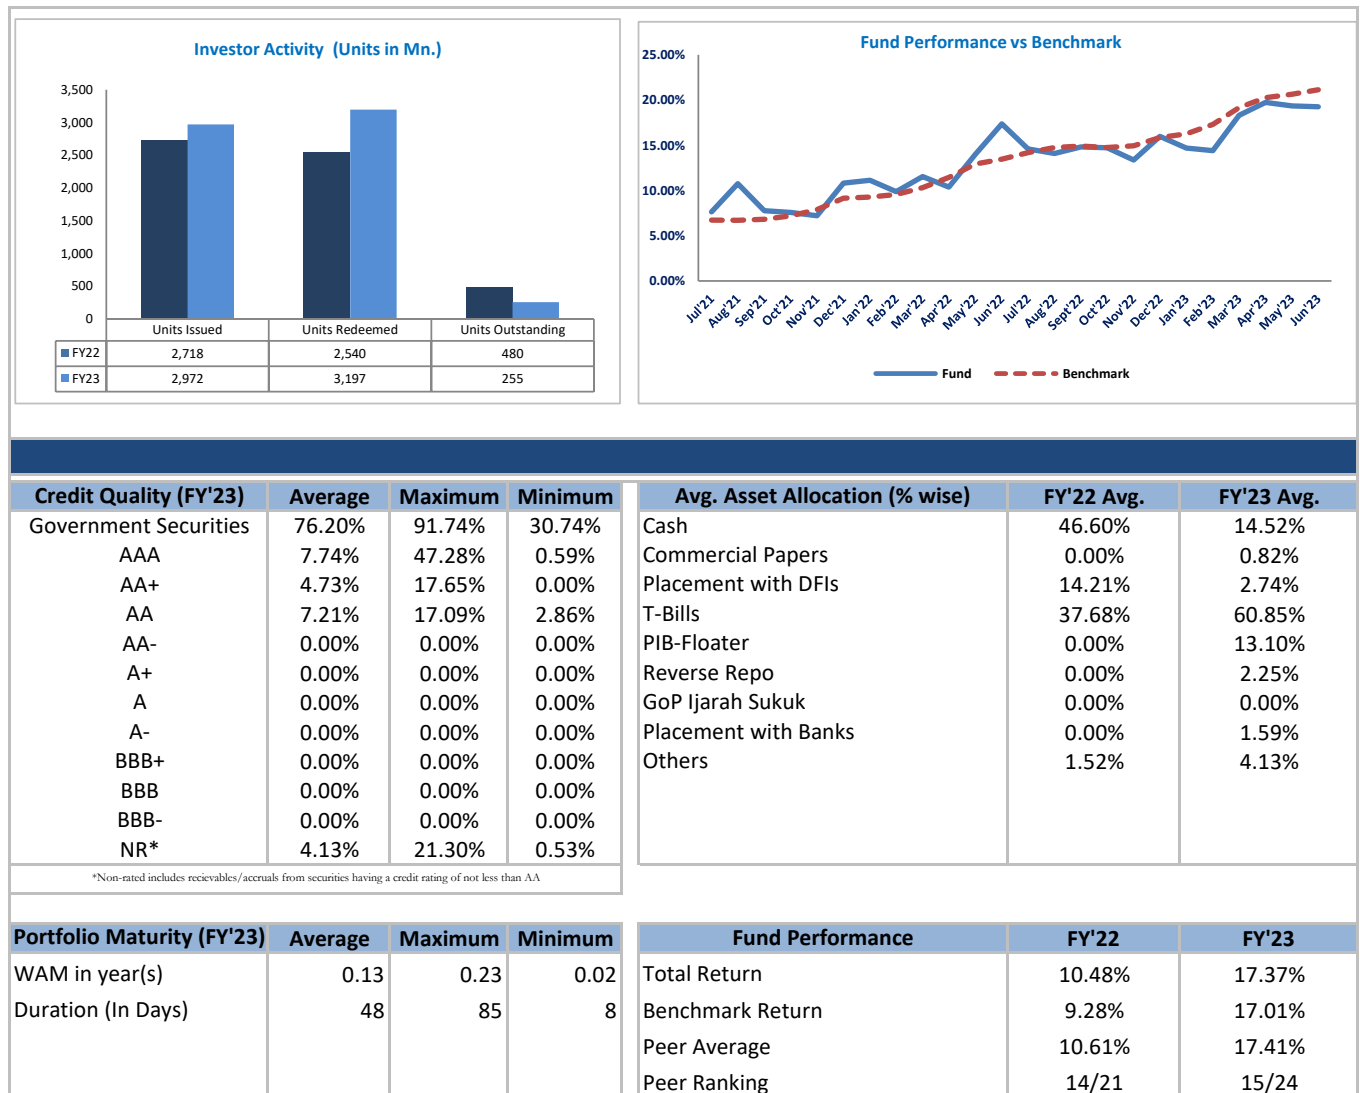 Investor Activity  (Units in Mn.)
3,500
3,000
2,500
2,000
1,500
1,000
500
0
Units Issued Units Redeemed Units Outstanding
FY22 2,718 2,540 480
FY23 2,972 3,197 255
Fund Performance vs Benchmark
25.00%
20.00%
15.00%
10.00%
5.00%
0.00%
Jul'21 Aug'21 Sep'21 Oct'21 Nov'21 Dec'21 Jan'22 Feb'22 Mar'22 Apr'22 May'22 Jun'22 Jul'22 Aug'22 Sept'22 Oct'22 Nov'22 Dec'22 Jan'23 Feb'23 Mar'23 Apr'23 May'23 Jun'23
Fund Benchmark
Credit Quality (FY'23) Average Maximum Minimum
Government Securities 76.20% 91.74% 30.74%
AAA 7.74% 47.28% 0.59%
AA+ 4.73% 17.65% 0.00%
AA 7.21% 17.09% 2.86%
AA- 0.00% 0.00% 0.00%
A+ 0.00% 0.00% 0.00%
A 0.00% 0.00% 0.00%
A- 0.00% 0.00% 0.00%
BBB+ 0.00% 0.00% 0.00%
BBB 0.00% 0.00% 0.00%
BBB- 0.00% 0.00% 0.00%
NR* 4.13% 21.30% 0.53%
*Non-rated includes recievables/accruals from securities having a credit rating of not less than AA
Avg. Asset Allocation (% wise) FY'22 Avg. FY'23 Avg.
Cash 46.60% 14.52%
Commercial Papers 0.00% 0.82%
Placement with DFIs 14.21% 2.74%
T-Bills 37.68% 60.85%
PIB-Floater 0.00% 13.10%
Reverse Repo 0.00% 2.25%
GoP Ijarah Sukuk 0.00% 0.00%
Placement with Banks 0.00% 1.59%
Others 1.52% 4.13%
Portfolio Maturity (FY'23) Average Maximum Minimum
WAM in year(s) 0.13 0.23 0.02
Duration (In Days) 48 85 8
Fund Performance FY'22 FY'23
Total Return 10.48% 17.37%
Benchmark Return 9.28% 17.01%
Peer Average 10.61% 17.41%
Peer Ranking 14/21 15/24